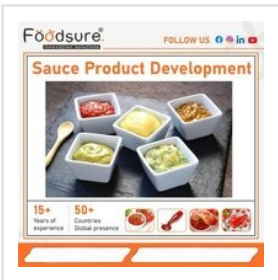 Foodsure®
FOLLOW US
Sauce Product Development
15+
Years of
experience
50+
Countries
Global presence